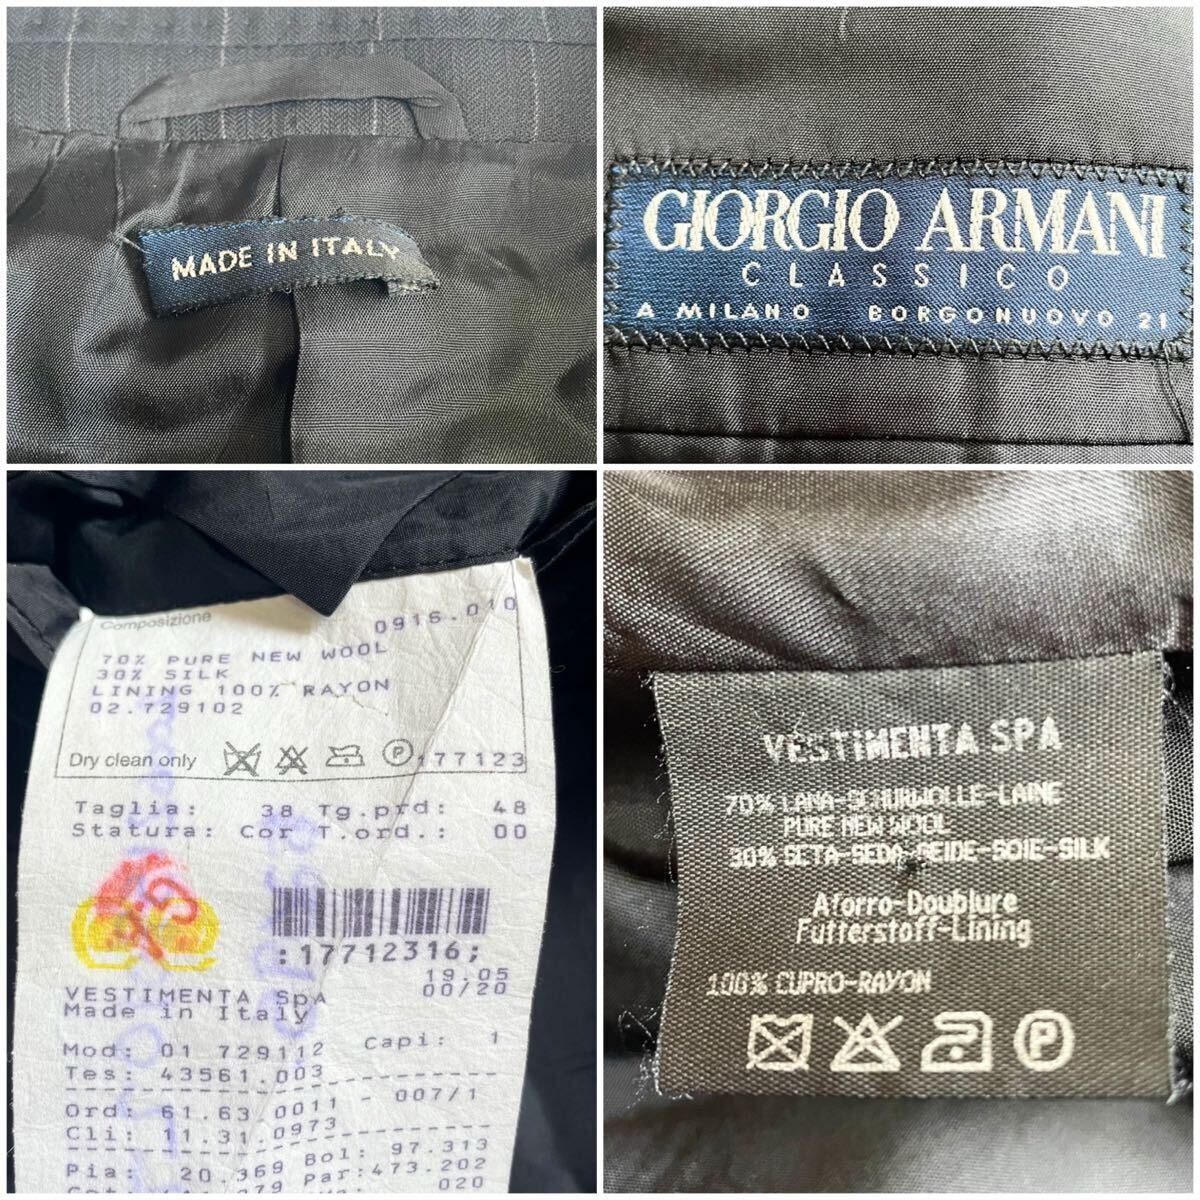 MADE IN ITALY
GIORGIO ARMANI
CLASSICO
A MILANO BORGONUOVO 21
Composizione 0916.010
70% PURE NEW WOOL
30% SILK
LINING 100% RAYON
02.729102
Dry clean only P 177123
Taglia: 38 Tg.prd: 48
Statura: Cor T.ord.: 00
:17712316;
19.05
VESTIMENTA SpA 00/20
Made in Italy
Mod: 01 729112 Capi: 1
Tes: 43561.003
Ord: 61.63.0011 - 007/1
Cli: 11.31.0973
Pia: 20.369 Bol: 97.313
Par:473.202
020
VESTIMENTA SPA
70% LANA-SCHURWOLLE-LAINE
PURE NEW WOOL
30% SETA-SEDA-SEIDE-SOIE-SILK
Aforro-Doublure
Futterstoff-Lining
100% CUPRO-RAYON
P